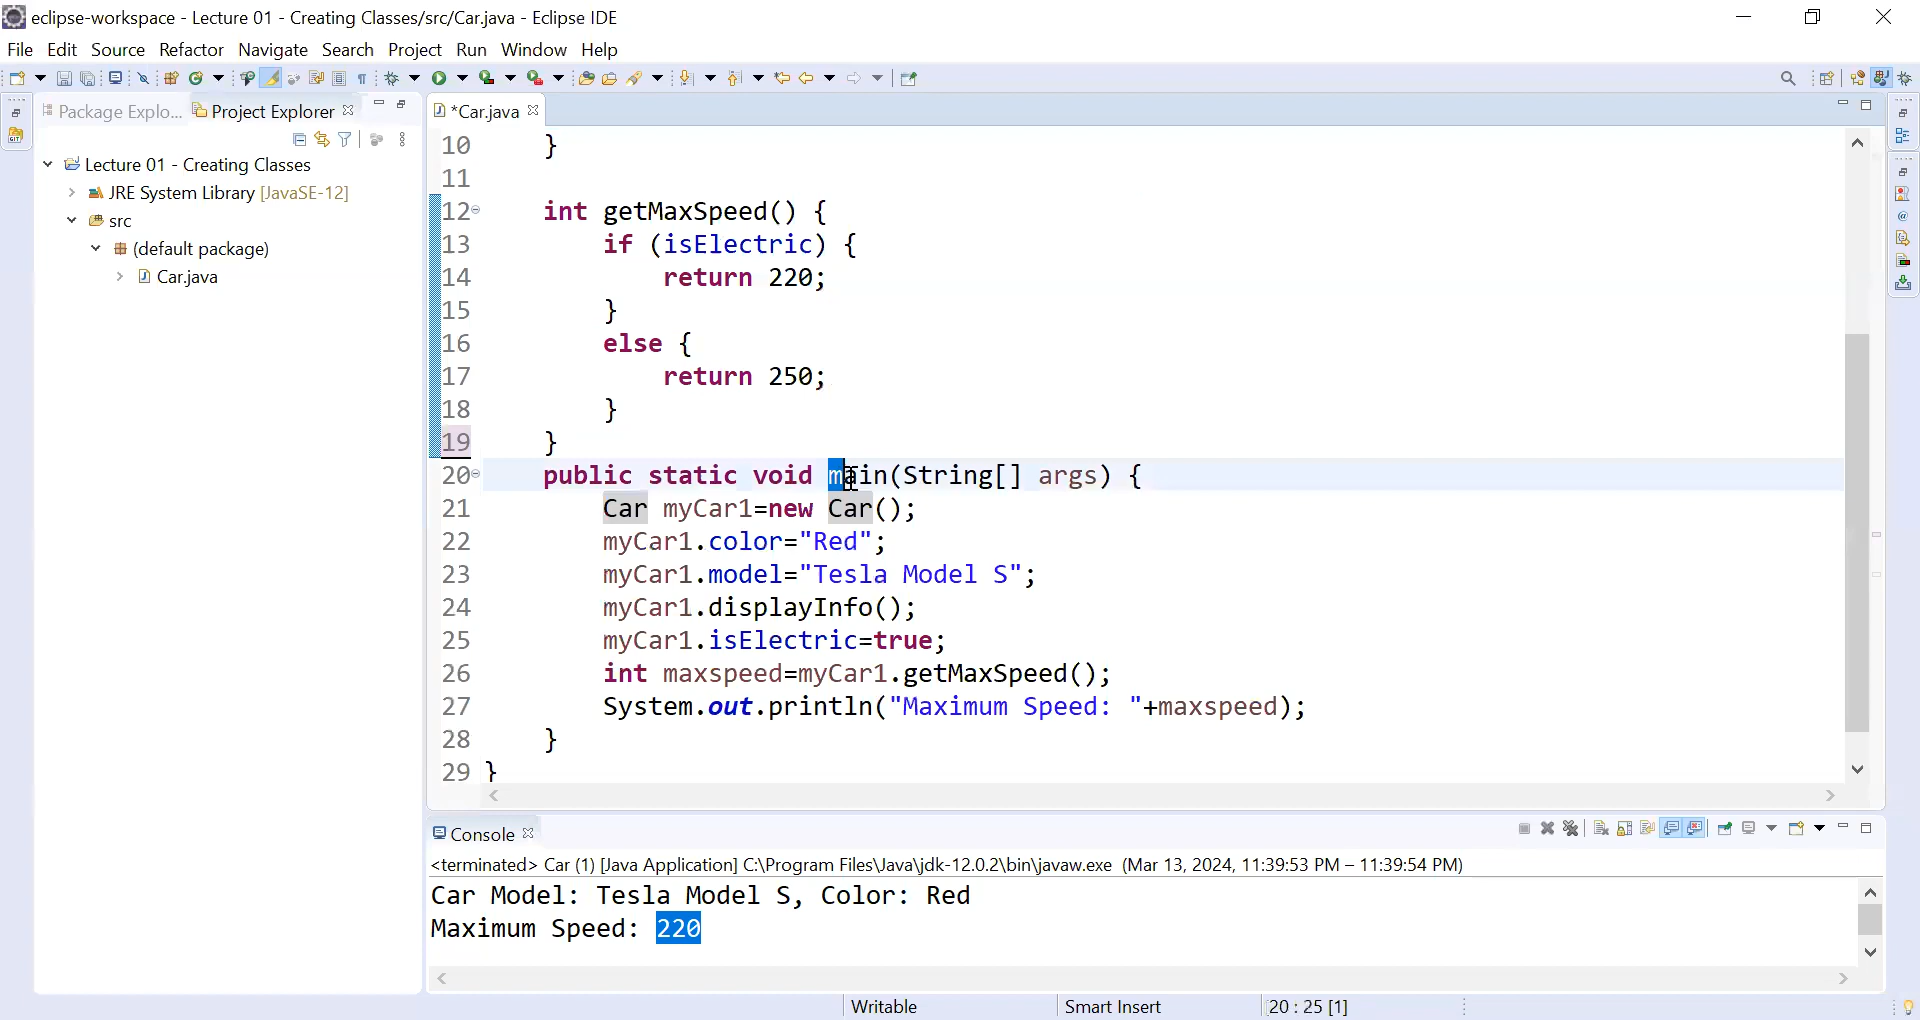 eclipse-workspace - Lecture 01 - Creating Classes/src/Car.java - Eclipse IDE
File Edit Source Refactor Navigate Search Project Run Window Help
Package Explo... Project Explorer
*Car.java
Lecture 01 - Creating Classes
JRE System Library [JavaSE-12]
src
(default package)
Car.java
10 }
11
12 int getMaxSpeed() {
13 if (isElectric) {
14 return 220;
15 }
16 else {
17 return 250;
18 }
19 }
20 public static void main(String[] args) {
21 Car myCar1=new Car();
22 myCar1.color="Red";
23 myCar1.model="Tesla Model S";
24 myCar1.displayInfo();
25 myCar1.isElectric=true;
26 int maxspeed=myCar1.getMaxSpeed();
27 System.out.println("Maximum Speed: "+maxspeed);
28 }
29 }
Console
<terminated> Car (1) [Java Application] C:\Program Files\Java\jdk-12.0.2\bin\javaw.exe (Mar 13, 2024, 11:39:53 PM – 11:39:54 PM)
Car Model: Tesla Model S, Color: Red
Maximum Speed: 220
Writable Smart Insert 20 : 25 [1]